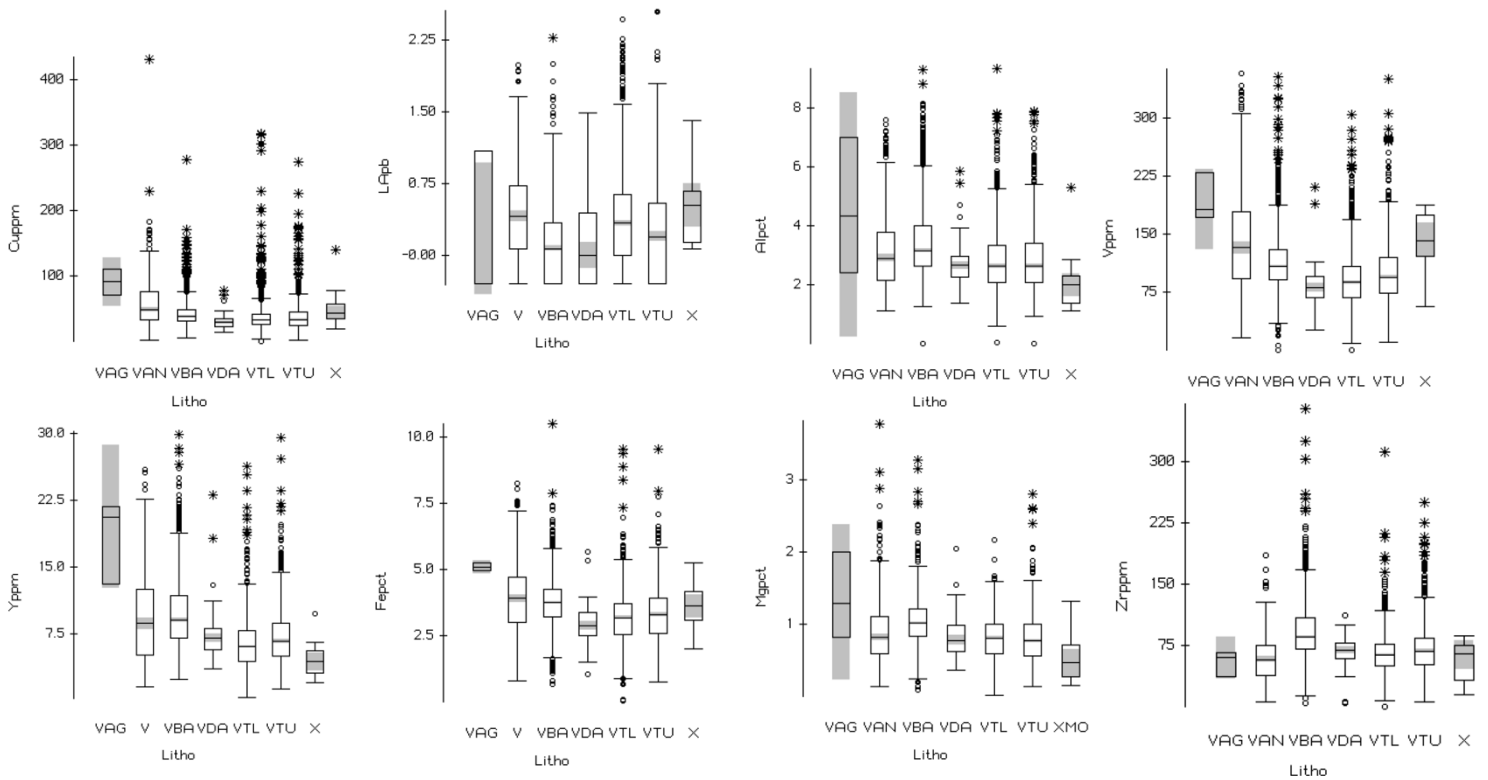 Cuppm
400
300
200
100
VAG VAN VBA VDA VTL VTU X
Litho
LApb
2.25
1.50
0.75
-0.00
VAG V VBA VDA VTL VTU X
Litho
Alpct
8
6
4
2
VAG VAN VBA VDA VTL VTU X
Litho
Vppm
300
225
150
75
VAG VAN VBA VDA VTL VTU X
Litho
Yppm
30.0
22.5
15.0
7.5
VAG V VBA VDA VTL VTU X
Litho
Fepct
10.0
7.5
5.0
2.5
VAG V VBA VDA VTL VTU X
Litho
Mgpct
3
2
1
VAG VAN VBA VDA VTL VTU XMO
Litho
Zrppm
300
225
150
75
VAG VAN VBA VDA VTL VTU X
Litho